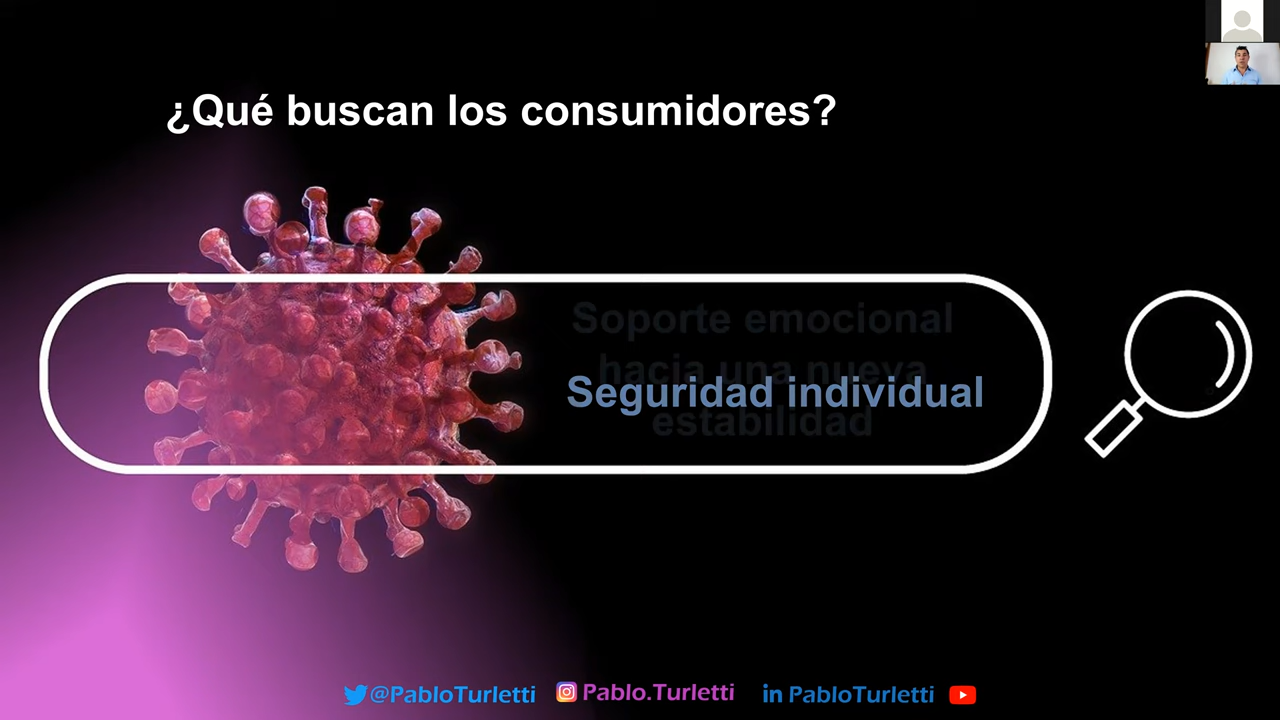 ¿Qué buscan los consumidores?
Soporte emocional
hacia una nueva
Seguridad individual
estabilidad
@PabloTurletti Pablo.Turletti in PabloTurletti